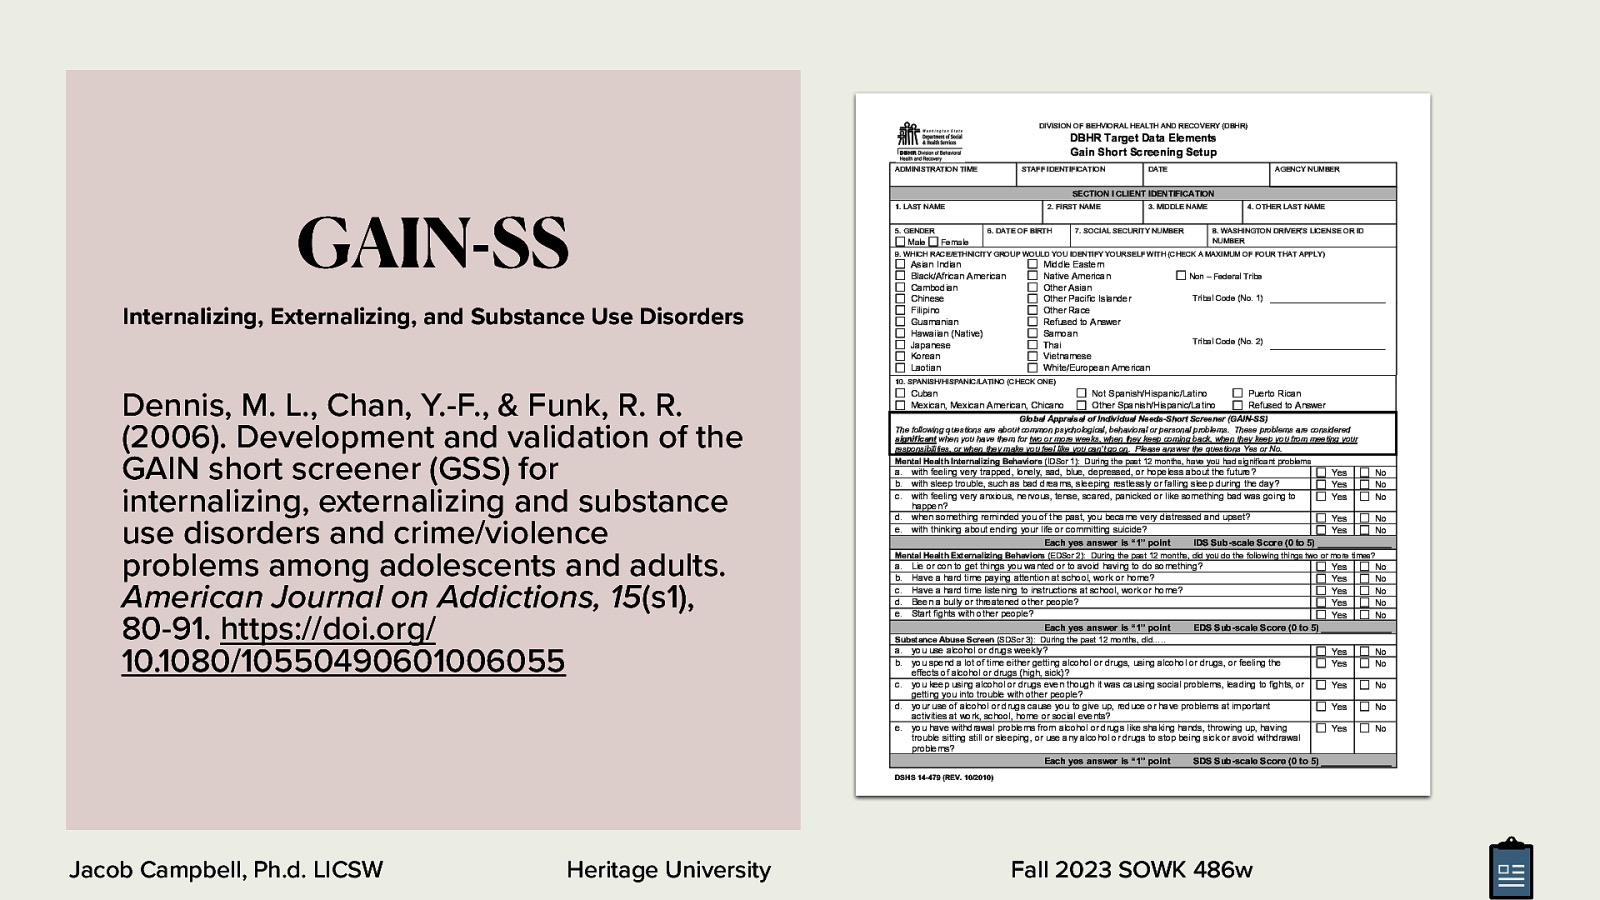 GAIN-SS
Internalizing, Externalizing, and Substance Use Disorders
Dennis, M. L., Chan, Y.-F., & Funk, R. R.
(2006). Development and validation of the
GAIN short screener (GSS) for
internalizing, externalizing and substance
use disorders and crime/violence
problems among adolescents and adults.
American Journal on Addictions, 15(s1),
80-91. https://doi.org/
10.1080/10550490601006055
Washington State
Department of Social
& Health Services
DBHR Division of Behavioral
Health and Recovery
DIVISION OF BEHVIORAL HEALTH AND RECOVERY (DBHR)
DBHR Target Data Elements
Gain Short Screening Setup
ADMINISTRATION TIME STAFF IDENTIFICATION DATE AGENCY NUMBER
SECTION I CLIENT IDENTIFICATION
1. LAST NAME 2. FIRST NAME 3. MIDDLE NAME 4. OTHER LAST NAME
5. GENDER 6. DATE OF BIRTH 7. SOCIAL SECURITY NUMBER 8. WASHINGTON DRIVER'S LICENSE OR ID
Male Female NUMBER
9. WHICH RACE/ETHNICITY GROUP WOULD YOU IDENTIFY YOURSELF WITH (CHECK A MAXIMUM OF FOUR THAT APPLY)
Asian Indian Middle Eastern
Black/African American Native American Non – Federal Tribe
Cambodian Other Asian
Chinese Other Pacific Islander Tribal Code (No. 1)
Filipino Other Race
Guamanian Refused to Answer
Hawaiian (Native) Samoan
Japanese Thai Tribal Code (No. 2)
Korean Vietnamese
Laotian White/European American
10. SPANISH/HISPANIC/LATINO (CHECK ONE)
Cuban Not Spanish/Hispanic/Latino Puerto Rican
Mexican, Mexican American, Chicano Other Spanish/Hispanic/Latino Refused to Answer
Global Appraisal of Individual Needs-Short Screener (GAIN-SS)
The following questions are about common psychological, behavioral or personal problems. These problems are considered
significant when you have them for two or more weeks, when they keep coming back, when they keep you from meeting your
responsibilities, or when they make you feel like you can't go on. Please answer the questions Yes or No.
Mental Health Internalizing Behaviors (IDScr 1): During the past 12 months, have you had significant problems
a. with feeling very trapped, lonely, sad, blue, depressed, or hopeless about the future? Yes No
b. with sleep trouble, such as bad dreams, sleeping restlessly or falling sleep during the day? Yes No
c. with feeling very anxious, nervous, tense, scared, panicked or like something bad was going to Yes No
happen?
d. when something reminded you of the past, you became very distressed and upset? Yes No
e. with thinking about ending your life or committing suicide? Yes No
Each yes answer is "1" point IDS Sub-scale Score (0 to 5)
Mental Health Externalizing Behaviors (EDScr 2): During the past 12 months, did you do the following things two or more times?
a. Lie or con to get things you wanted or to avoid having to do something? Yes No
b. Have a hard time paying attention at school, work or home? Yes No
c. Have a hard time listening to instructions at school, work or home? Yes No
d. Been a bully or threatened other people? Yes No
e. Start fights with other people? Yes No
Each yes answer is "1" point EDS Sub-scale Score (0 to 5)
Substance Abuse Screen (SDScr 3): During the past 12 months, did.....
a. you use alcohol or drugs weekly? Yes No
b. you spend a lot of time either getting alcohol or drugs, using alcohol or drugs, or feeling the Yes No
effects of alcohol or drugs (high, sick)?
c. you keep using alcohol or drugs even though it was causing social problems, leading to fights, or Yes No
getting you into trouble with other people?
d. your use of alcohol or drugs cause you to give up, reduce or have problems at important Yes No
activities at work, school, home or social events?
e. you have withdrawal problems from alcohol or drugs like shaking hands, throwing up, having Yes No
trouble sitting still or sleeping, or use any alcohol or drugs to stop being sick or avoid withdrawal
problems?
Each yes answer is "1" point SDS Sub-scale Score (0 to 5)
DSHS 14-479 (REV. 10/2010)
Jacob Campbell, Ph.d. LICSW Heritage University Fall 2023 SOWK 486w